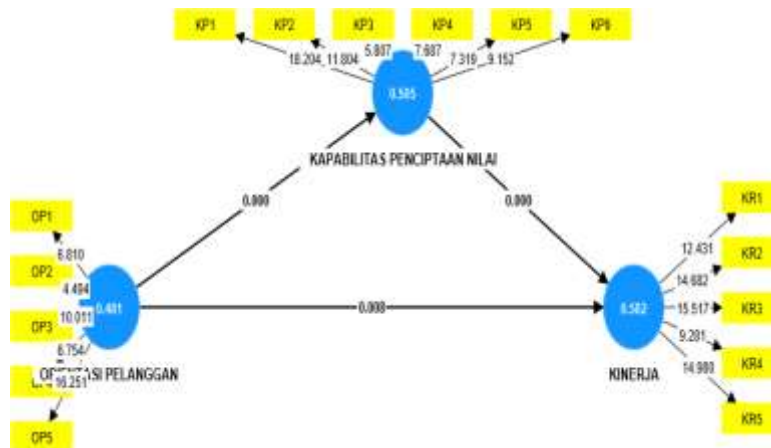 KP1
KP2
KP3
KP4
KP5
KP6
18.204
11.804
5.807
7.687
7.319
9.152
0.505
KAPABILITAS PENCIPTAAN NILAI
0.000
0.000
OP1
OP2
OP3
OP5
6.810
4.494
10.011
6.754
16.251
0.401
ORIENTASI PELANGGAN
0.008
0.502
KINERJA
KR1
KR2
KR3
KR4
KR5
12.431
14.682
15.517
9.201
14.980